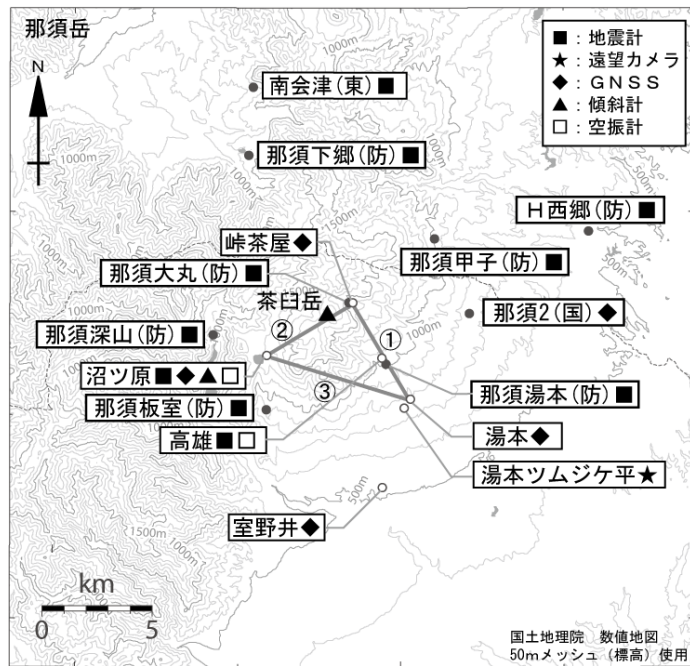 那須岳
N
■：地震計
★：遠望カメラ
◆：ＧＮＳＳ
▲：傾斜計
□：空振計
南会津(東)■
那須下郷(防)■
H西郷(防)■
峠茶屋◆
那須甲子(防)■
那須大丸(防)■
茶臼岳
那須2(国)◆
那須深山(防)■
②
①
沼ツ原■◆▲□
③
那須湯本(防)■
那須板室(防)■
高雄■□
湯本◆
湯本ツムジケ平★
室野井◆
1000m
1000m
1000m
1500m
1000m
1000m
500m
1500m
1000m
km
0 5
国土地理院　数値地図
50mメッシュ（標高）使用